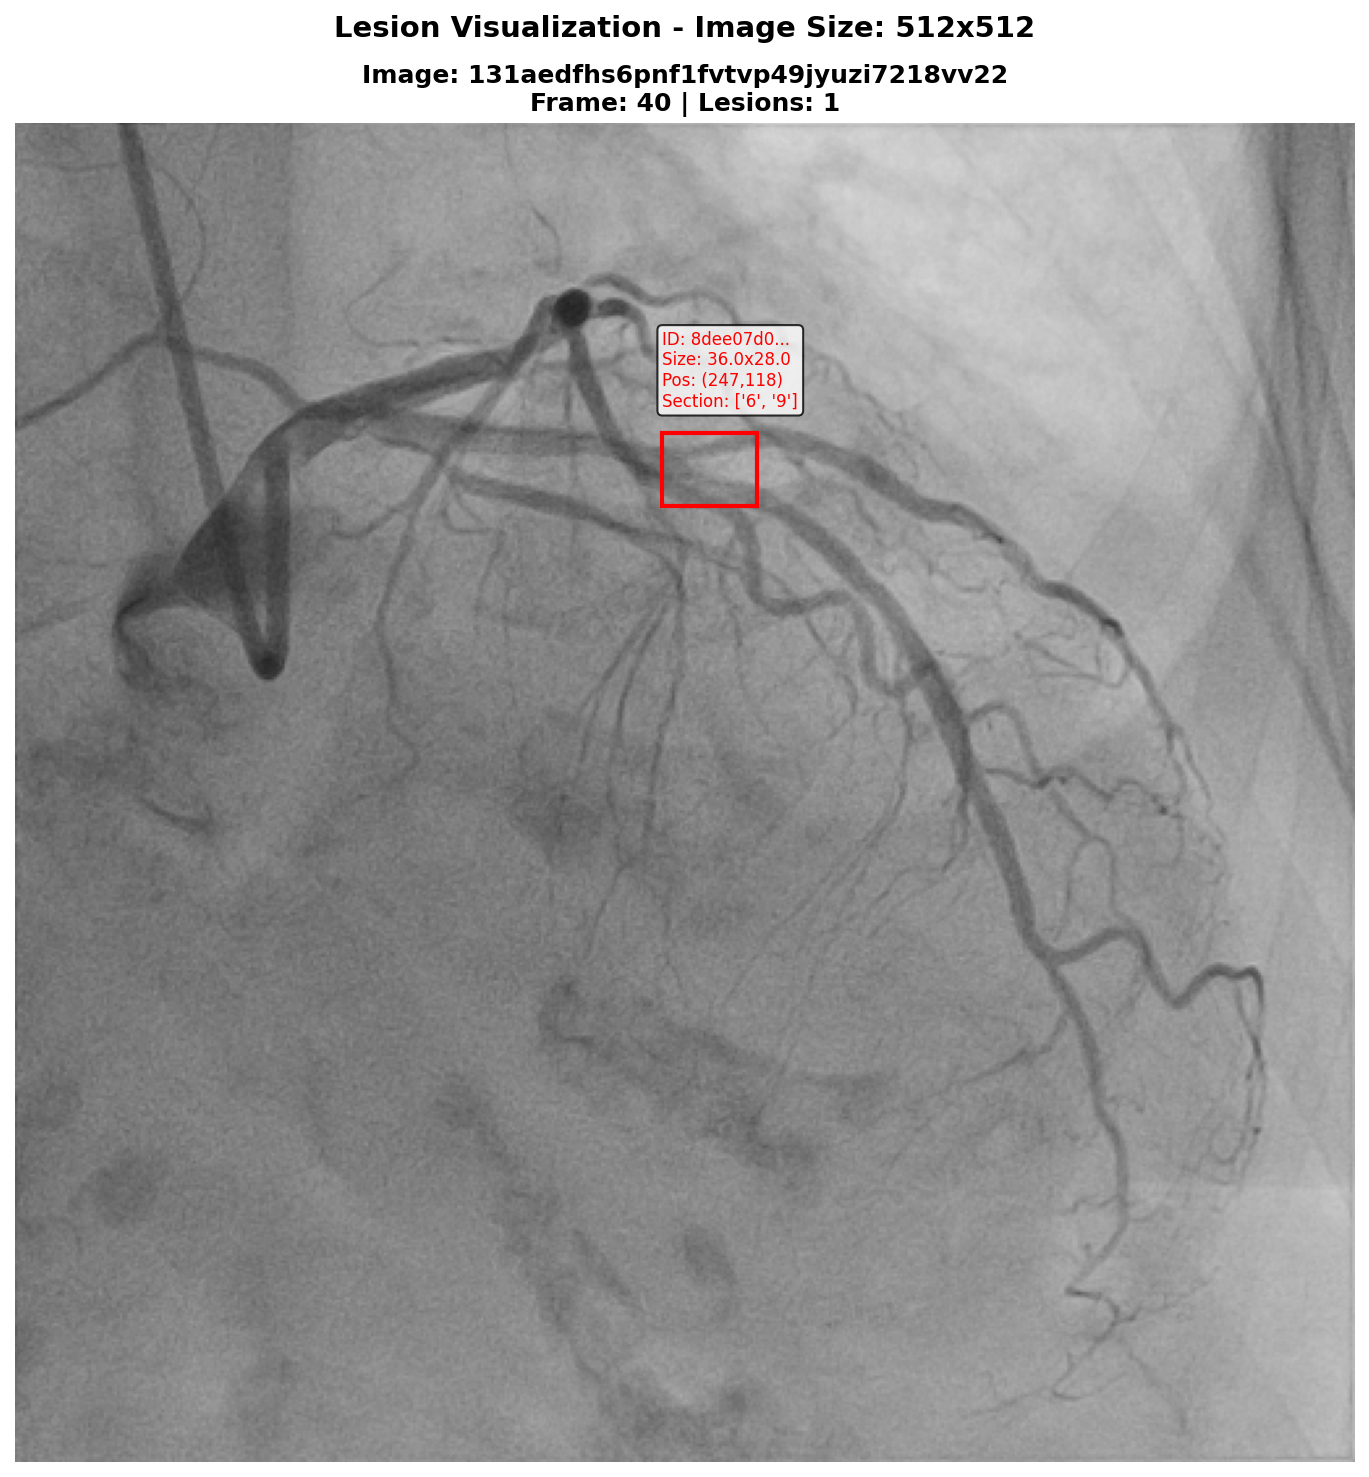 Lesion Visualization - Image Size: 512x512
Image: 131aedfhs6pnf1fvtvp49jyuzi7218vv22
Frame: 40 | Lesions: 1
ID: 8dee07d0...
Size: 36.0x28.0
Pos: (247,118)
Section: ['6', '9']